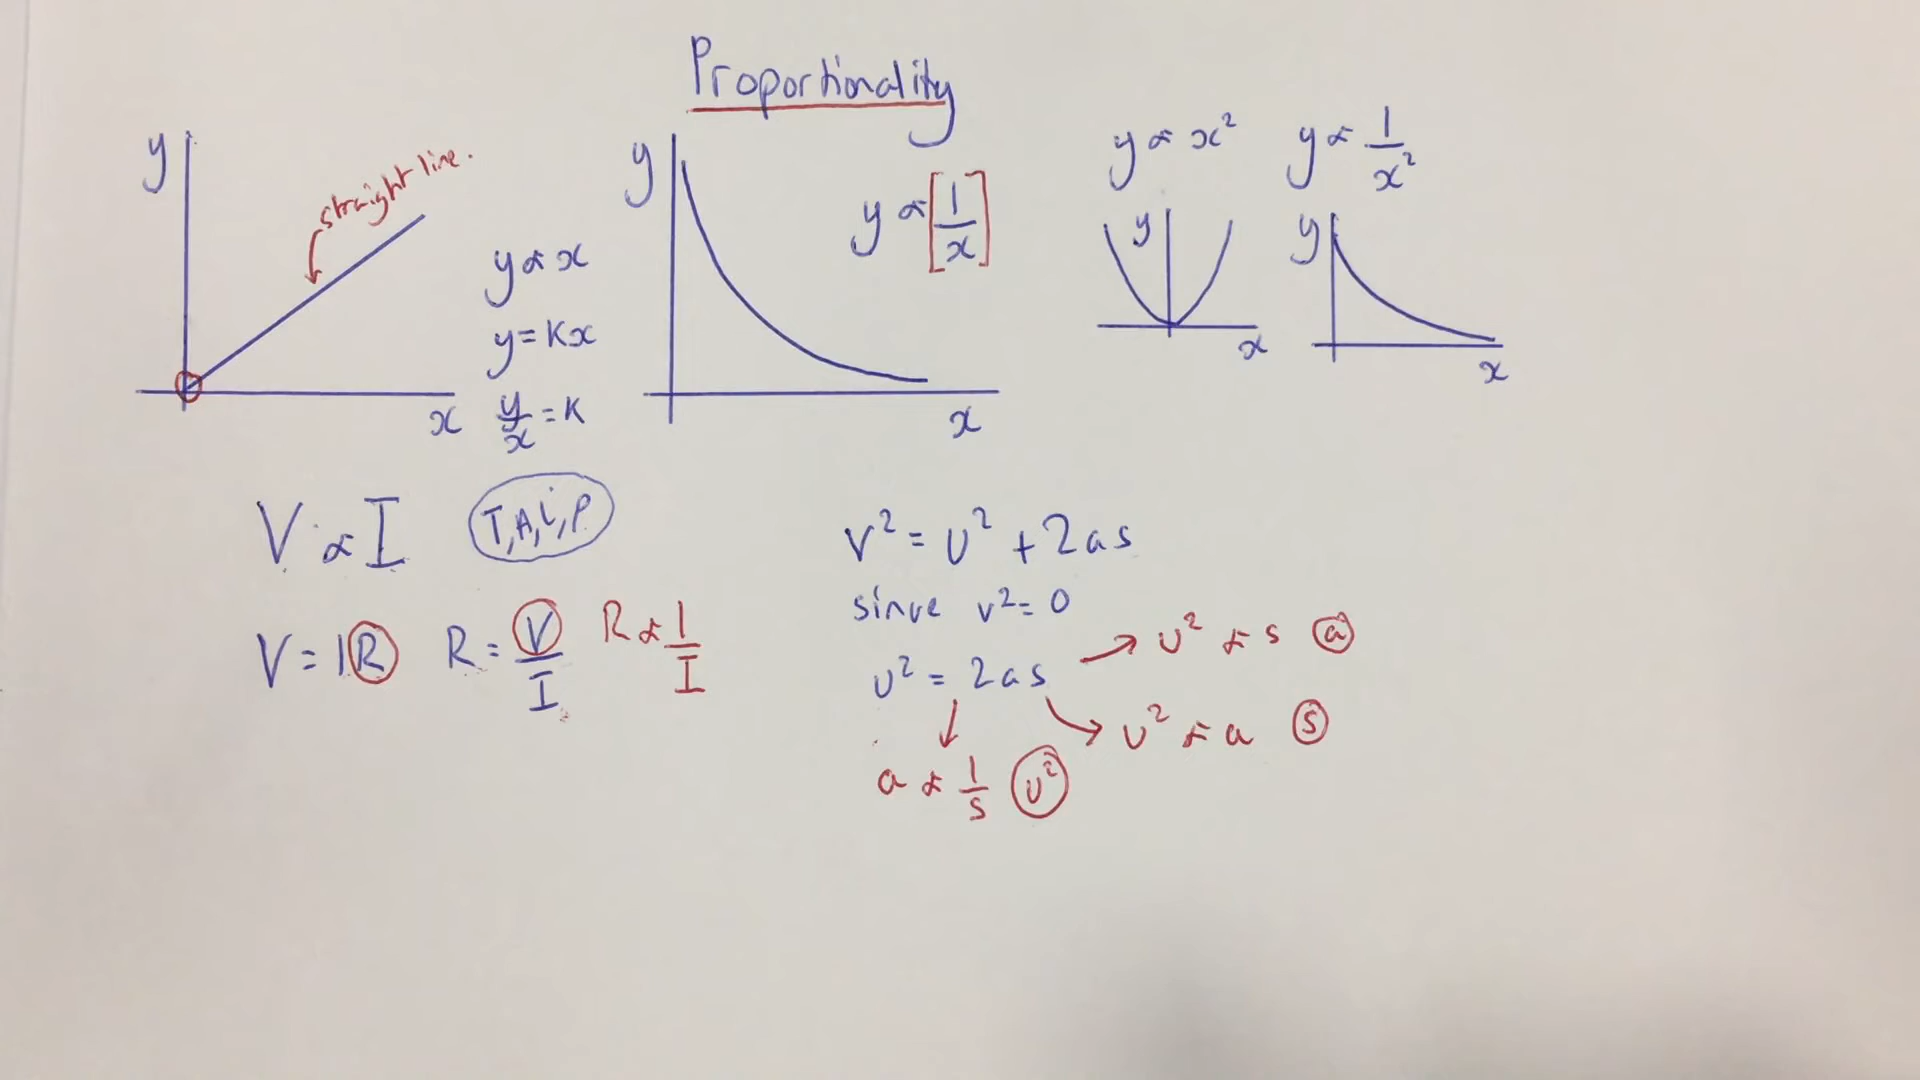 Proportionality
y
straight line.
x
y ∝ x
y = Kx
y/x = K
y
y ∝ [1/x]
x
y ∝ x²
y
x
y ∝ 1/x²
y
x
V ∝ I
T, A, L, ρ
V = IR
R = V/I
R ∝ 1/I
v² = u² + 2as
since v² = 0
u² = 2as
u² ∝ s a
u² ∝ a s
a ∝ 1/s u²